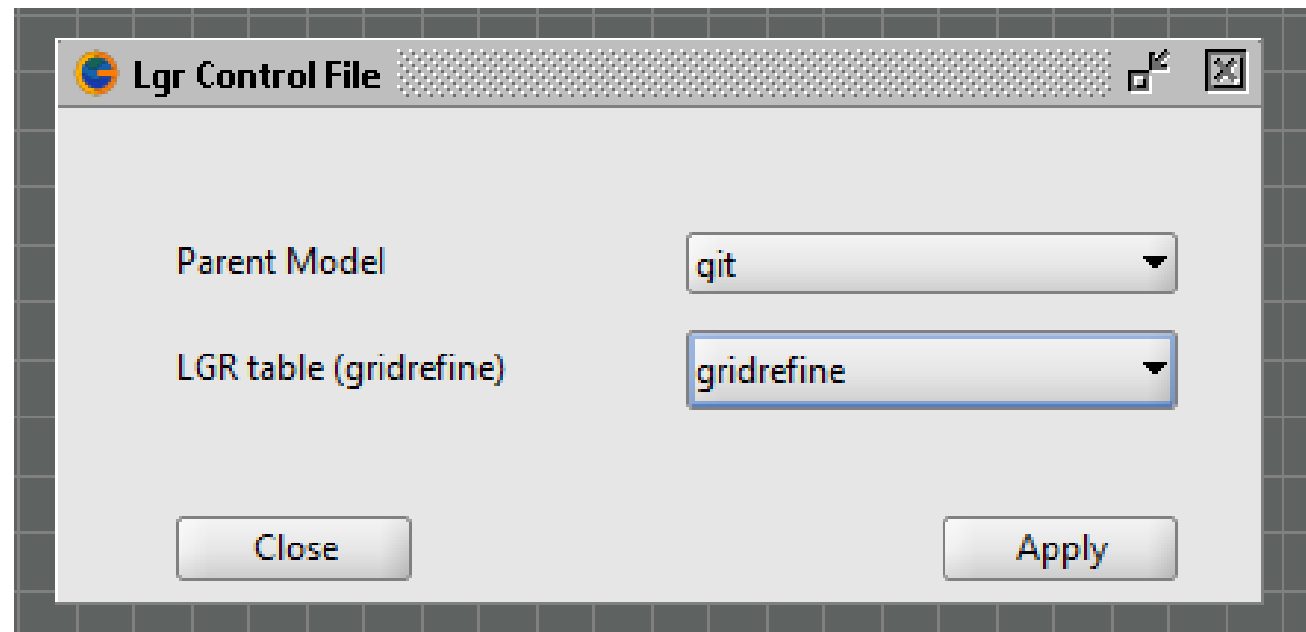 Lgr Control File
Parent Model qit
LGR table (gridrefine) gridrefine
Close Apply